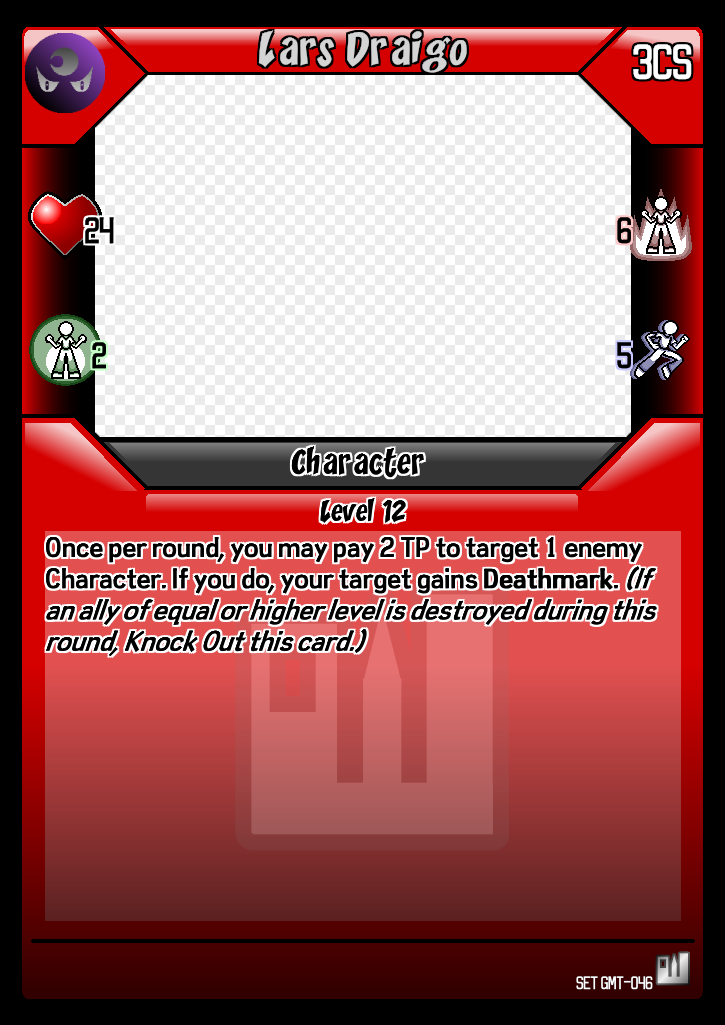 Lars Draigo
3CS
24
6
2
5
Character
Level 12
Once per round, you may pay 2 TP to target 1 enemy
Character. If you do, your target gains Deathmark. (If
an ally of equal or higher level is destroyed during this
round, Knock Out this card.)
SET GMT-046